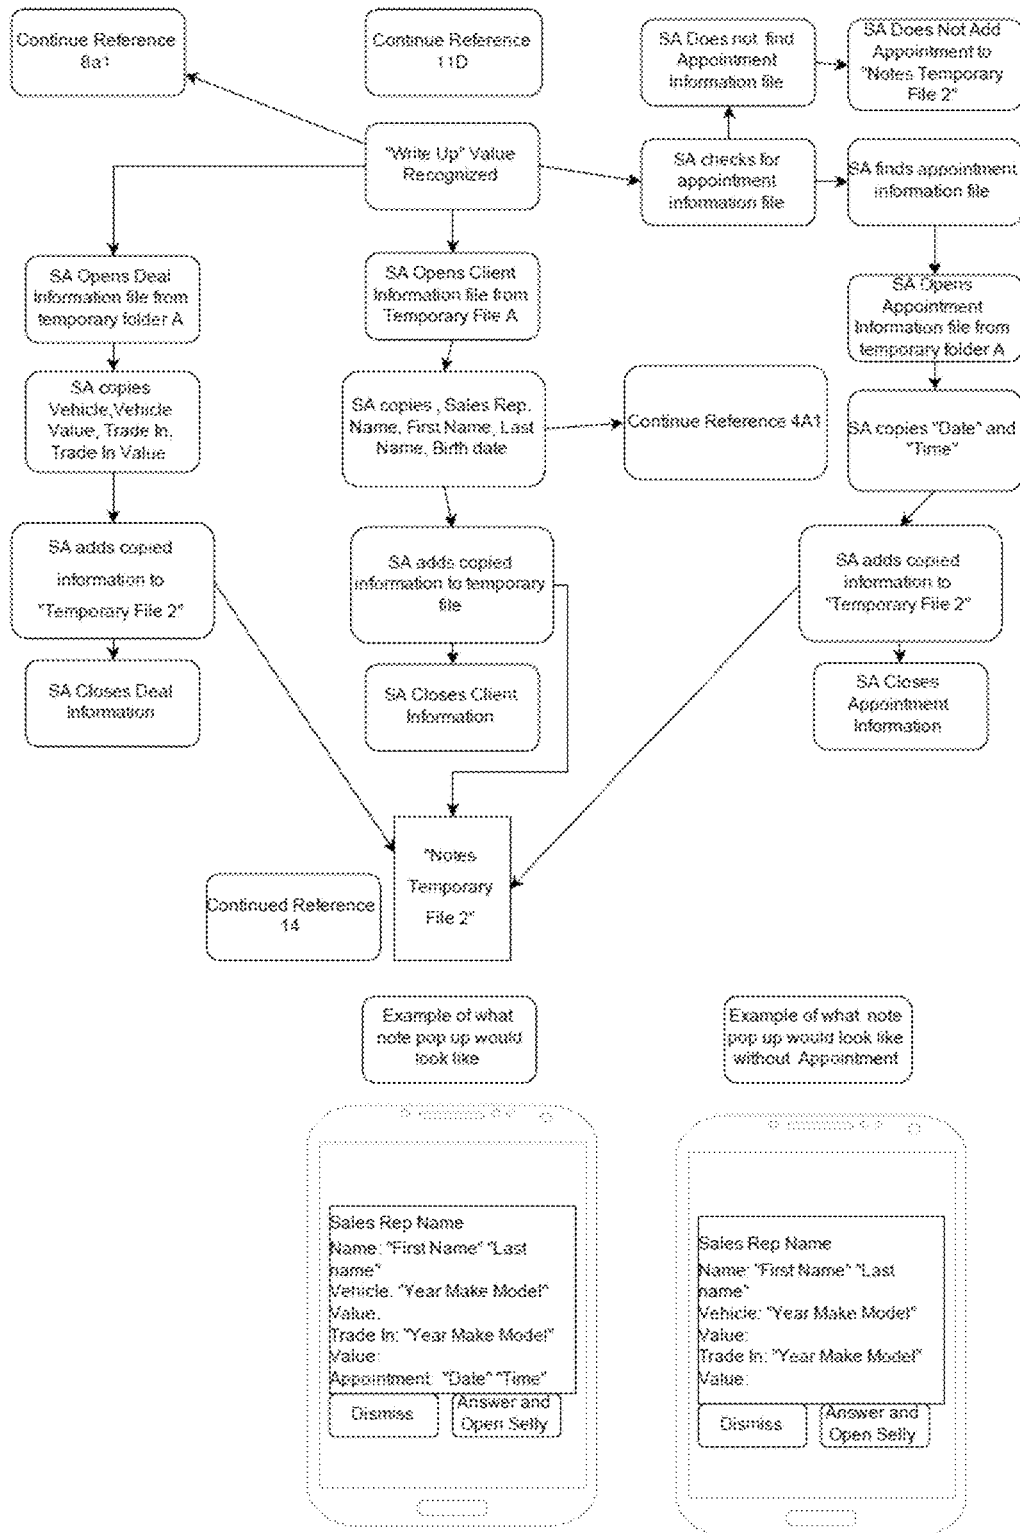 Continue Reference
8a1
Continue Reference
11D
SA Does not find
Appointment
Information file
SA Does Not Add
Appointment to
"Notes Temporary
File 2"
"Write Up" Value
Recognized
SA checks for
appointment
information file
SA finds appointment
information file
SA Opens Deal
Information file from
temporary folder A
SA Opens Client
Information file from
Temporary File A
SA Opens
Appointment
Information file from
temporary folder A
SA copies
Vehicle,Vehicle
Value, Trade In,
Trade In Value
SA copies , Sales Rep.
Name, First Name, Last
Name, Birth date
Continue Reference 4A1
SA copies "Date" and
"Time"
SA adds copied
information to
"Temporary File 2"
SA adds copied
information to temporary
file
SA adds copied
information to
"Temporary File 2"
SA Closes Deal
Information
SA Closes Client
Information
SA Closes
Appointment
Information
"Notes
Temporary
File 2"
Continued Reference
14
Example of what
note pop up would
look like
Example of what note
pop up would look like
without Appointment
Sales Rep Name
Name: "First Name" "Last
name"
Vehicle: "Year Make Model"
Value:
Trade In: "Year Make Model"
Value:
Appointment: "Date" "Time"
Dismiss
Answer and
Open Selly
Sales Rep Name
Name: "First Name" "Last
name"
Vehicle: "Year Make Model"
Value:
Trade In: "Year Make Model"
Value:
Dismiss
Answer and
Open Selly